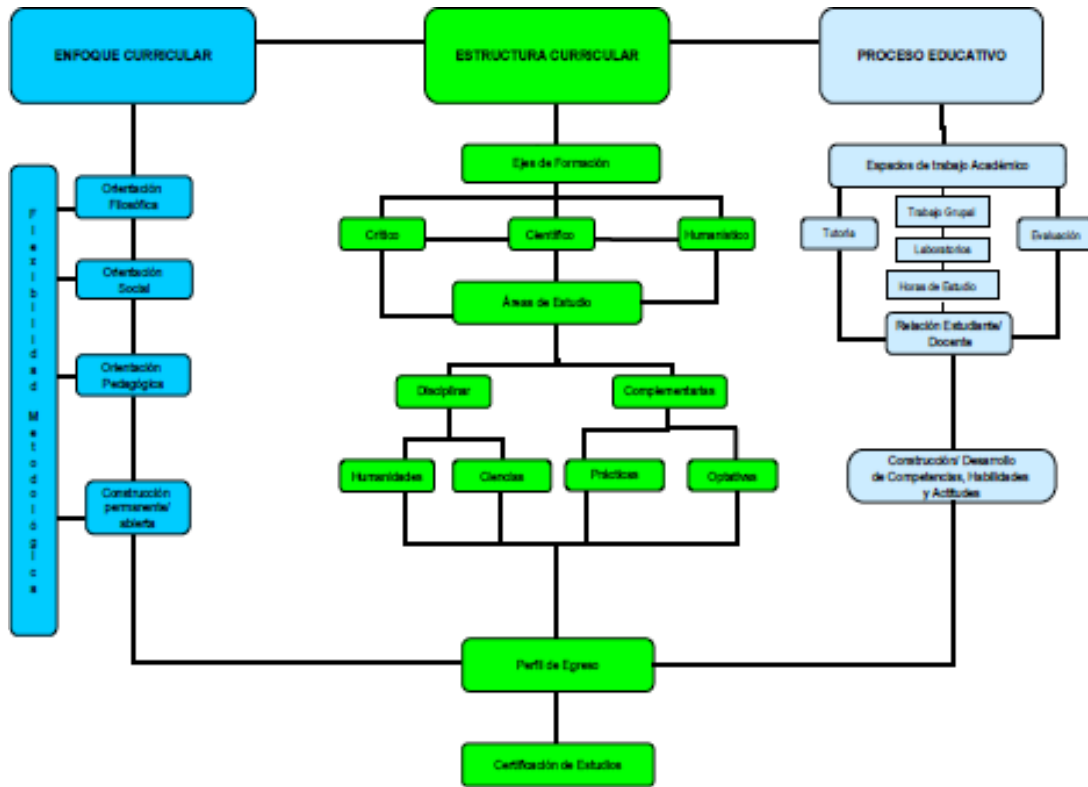 ENFOQUE CURRICULAR
ESTRUCTURA CURRICULAR
PROCESO EDUCATIVO
Flexibilidad Metodológica
Orientación
Filosófica
Orientación
Social
Orientación
Pedagógica
Construcción
permanente/
abierta
Ejes de Formación
Crítico
Científico
Humanístico
Áreas de Estudio
Disciplinar
Complementarias
Humanidades
Ciencias
Prácticas
Optativas
Espacios de trabajo Académico
Tutoría
Trabajo Grupal
Laboratorios
Horas de Estudio
Evaluación
Relación Estudiante/
Docente
Construcción/ Desarrollo
de Competencias, Habilidades
y Actitudes
Perfil de Egreso
Certificación de Estudios